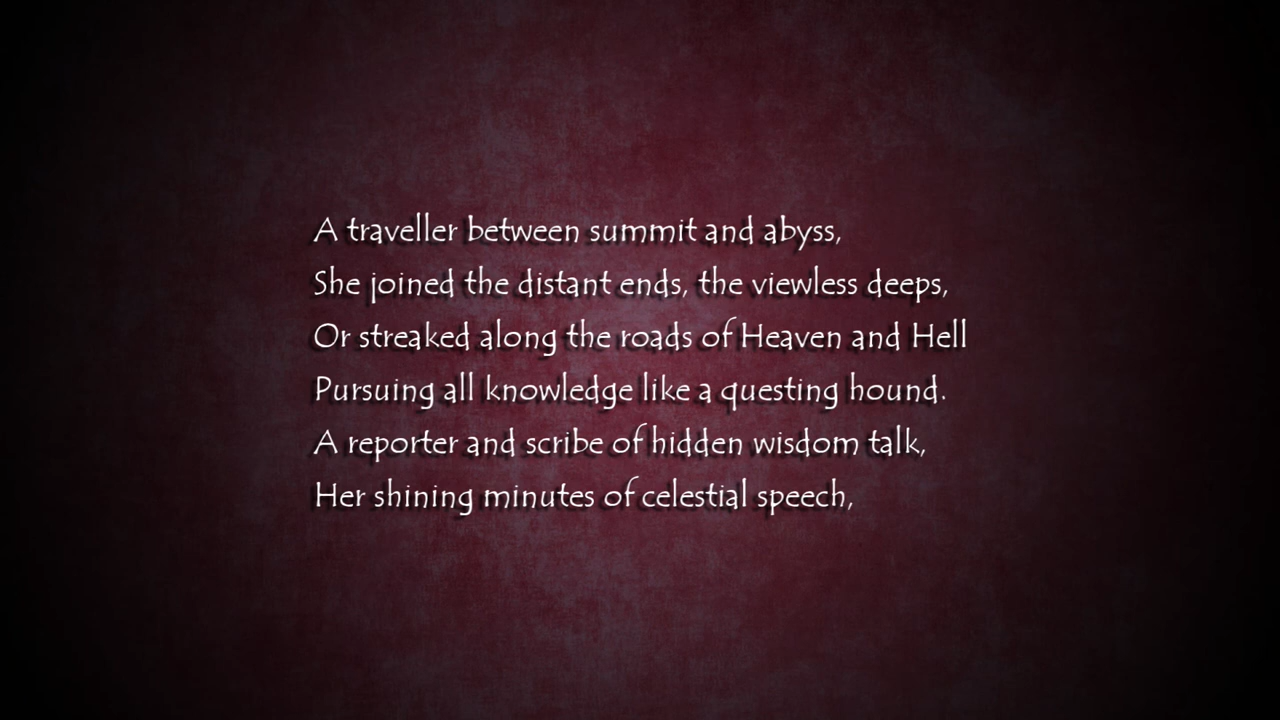 A traveller between summit and abyss,
She joined the distant ends, the viewless deeps,
Or streaked along the roads of Heaven and Hell
Pursuing all knowledge like a questing hound.
A reporter and scribe of hidden wisdom talk,
Her shining minutes of celestial speech,